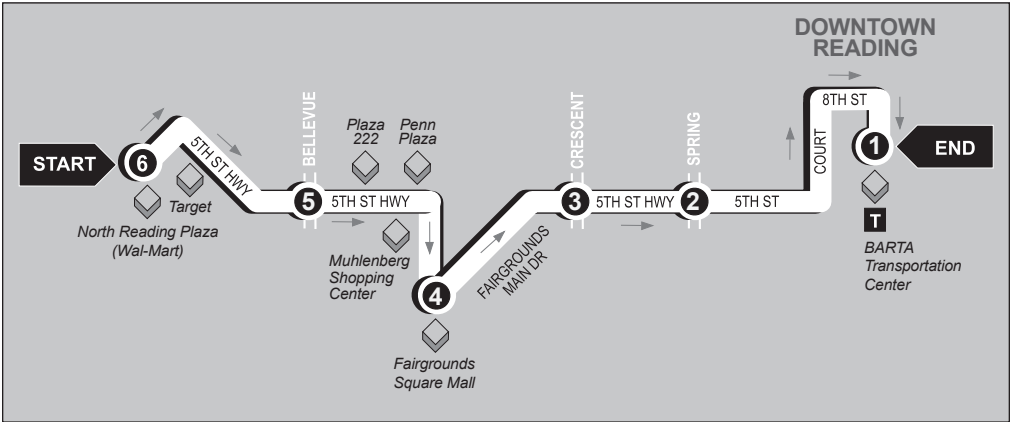 DOWNTOWN
READING
8TH ST
COURT
1
END
START
6
5TH ST HWY
BELLEVUE
Plaza
222
Penn
Plaza
CRESCENT
SPRING
Target
North Reading Plaza
(Wal-Mart)
5
5TH ST HWY
3
5TH ST HWY
2
5TH ST
T
BARTA
Transportation
Center
Muhlenberg
Shopping
Center
4
FAIRGROUNDS
MAIN DR
Fairgrounds
Square Mall